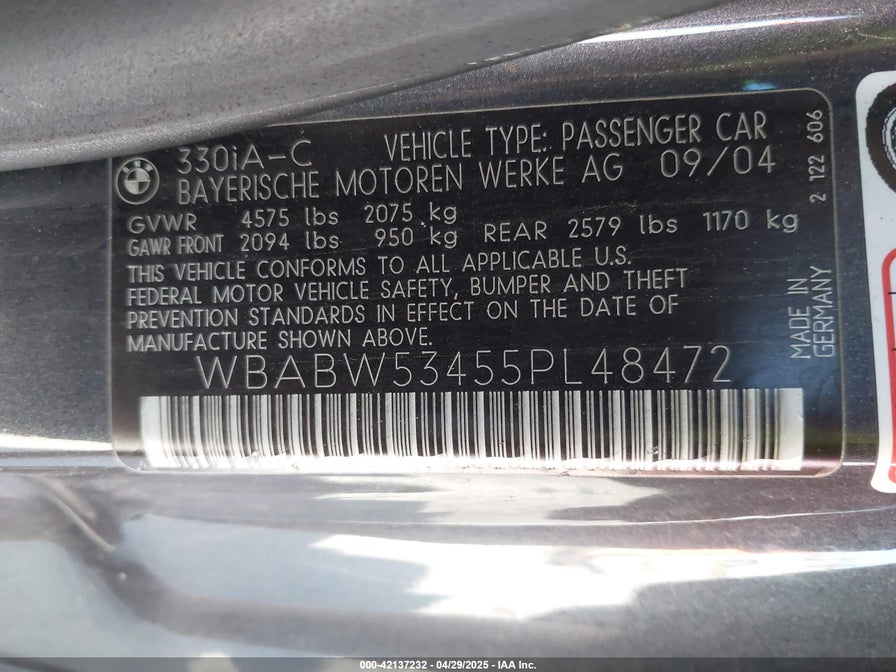 330iA-C VEHICLE TYPE: PASSENGER CAR
BAYERISCHE MOTOREN WERKE AG 09/04
GVWR 4575 lbs 2075 kg
GAWR FRONT 2094 lbs 950 kg REAR 2579 lbs 1170 kg
THIS VEHICLE CONFORMS TO ALL APPLICABLE U.S.
FEDERAL MOTOR VEHICLE SAFETY, BUMPER AND THEFT
PREVENTION STANDARDS IN EFFECT ON THE DATE OF
MANUFACTURE SHOWN ABOVE.
WBABW53455PL48472
2 122 606
MADE IN
GERMANY
000-42137232 - 04/29/2025 - IAA Inc.